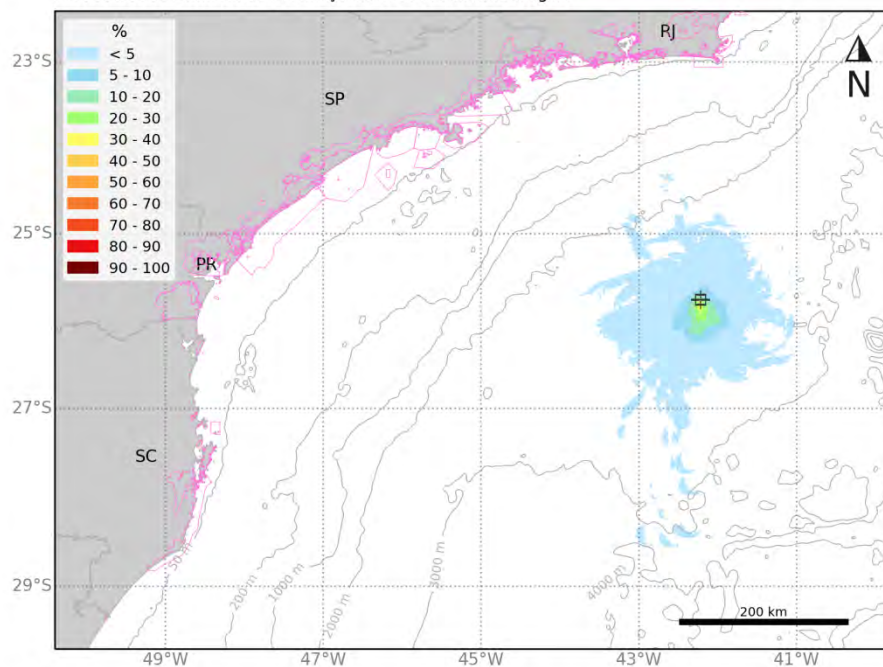 %
< 5
5 - 10
10 - 20
20 - 30
30 - 40
40 - 50
50 - 60
60 - 70
70 - 80
80 - 90
90 - 100
RJ
SP
PR
SC
N
23°S
25°S
27°S
29°S
50 m
200 m
1000 m
2000 m
3000 m
4000 m
200 km
49°W
47°W
45°W
43°W
41°W